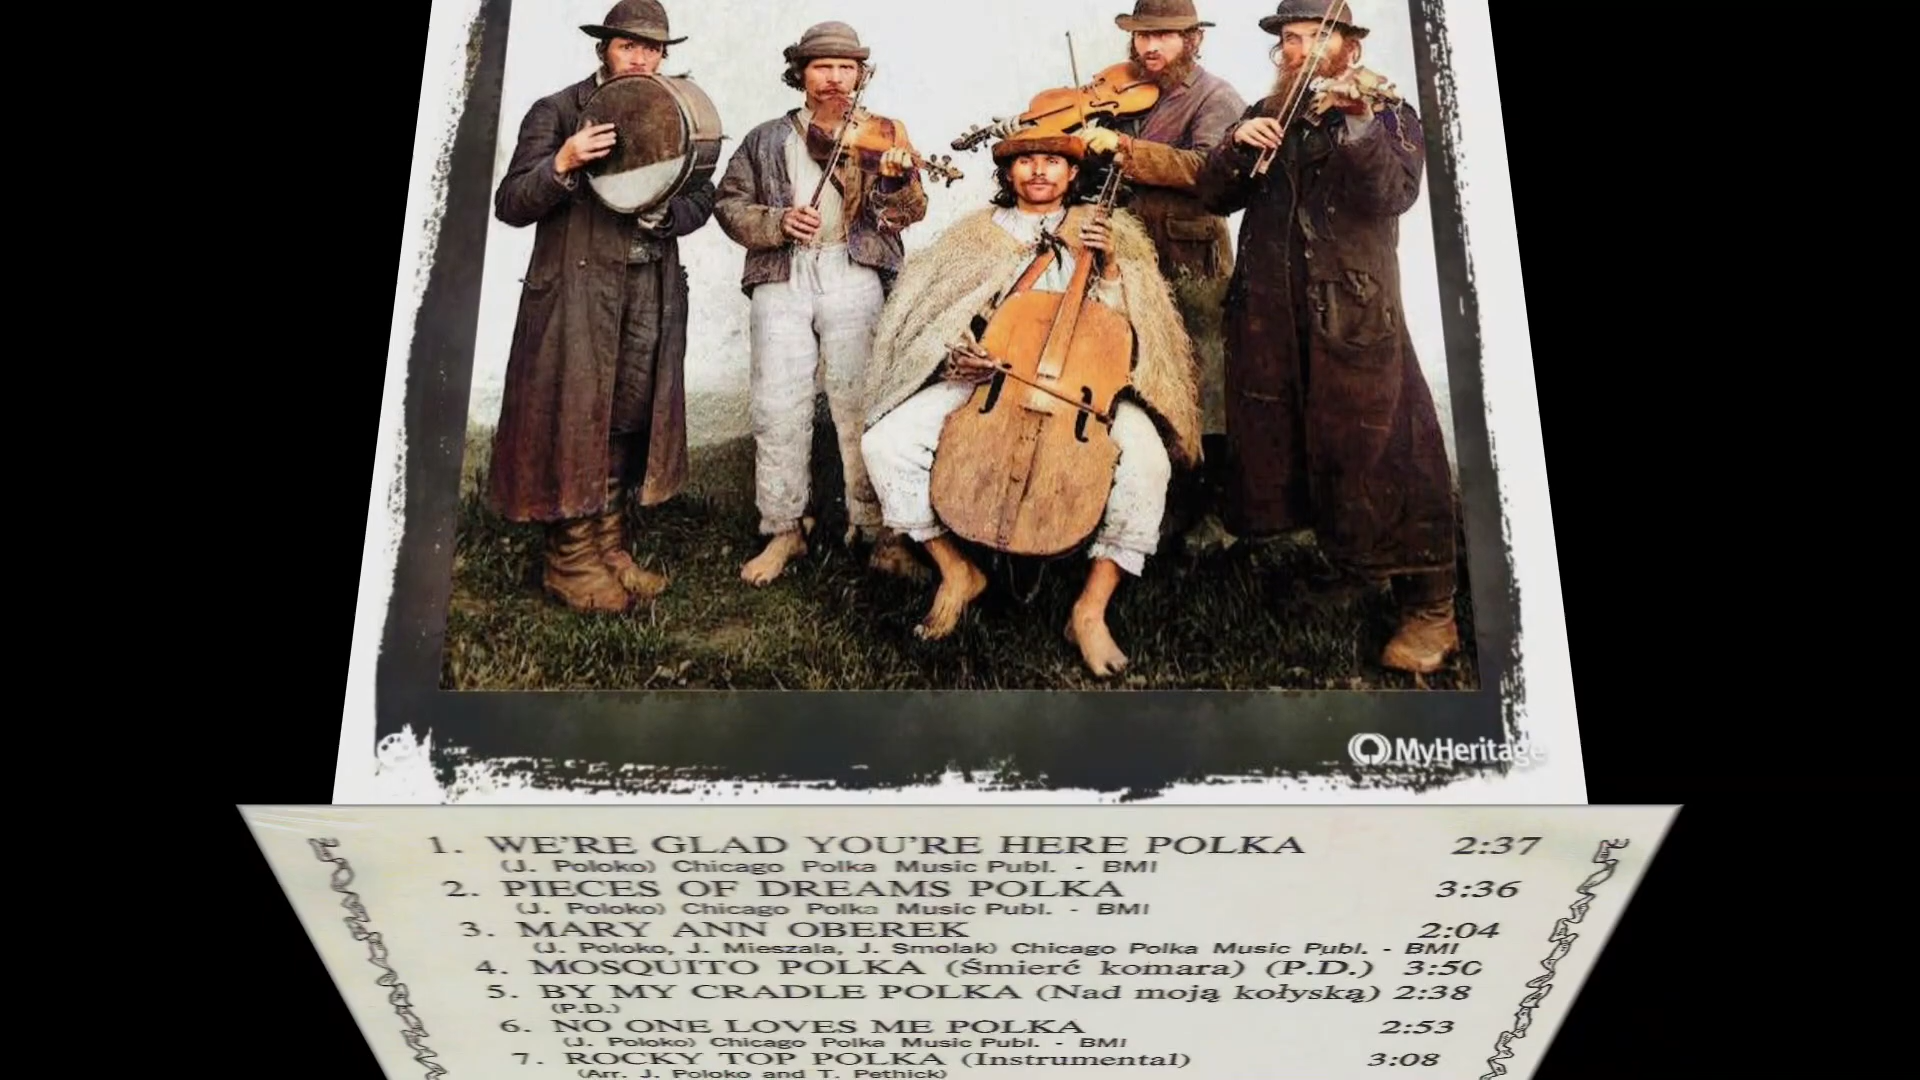 MyHeritage
1. WE'RE GLAD YOU'RE HERE POLKA 2:37
(J. Poloko) Chicago Polka Music Publ. - BMI
2. PIECES OF DREAMS POLKA 3:36
(J. Poloko) Chicago Polka Music Publ. - BMI
3. MARY ANN OBEREK 2:04
(J. Poloko, J. Mieszala, J. Smolak) Chicago Polka Music Publ. - BMI
4. MOSQUITO POLKA (Śmierć komara) (P.D.) 3:50
5. BY MY CRADLE POLKA (Nad moją kołyską) 2:38
(P.D.)
6. NO ONE LOVES ME POLKA 2:53
(J. Poloko) Chicago Polka Music Publ. - BMI
7. ROCKY TOP POLKA (Instrumental) 3:08
(Arr. J. Poloko and T. Pethick)